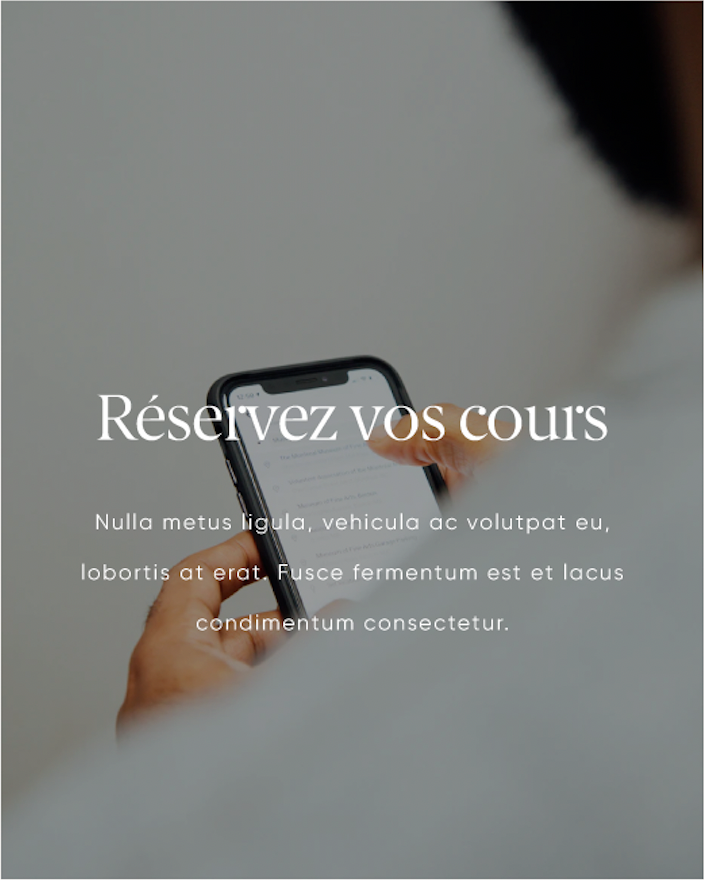 Réservez vos cours
Nulla metus ligula, vehicula ac volutpat eu,
lobortis at erat. Fusce fermentum est et lacus
condimentum consectetur.